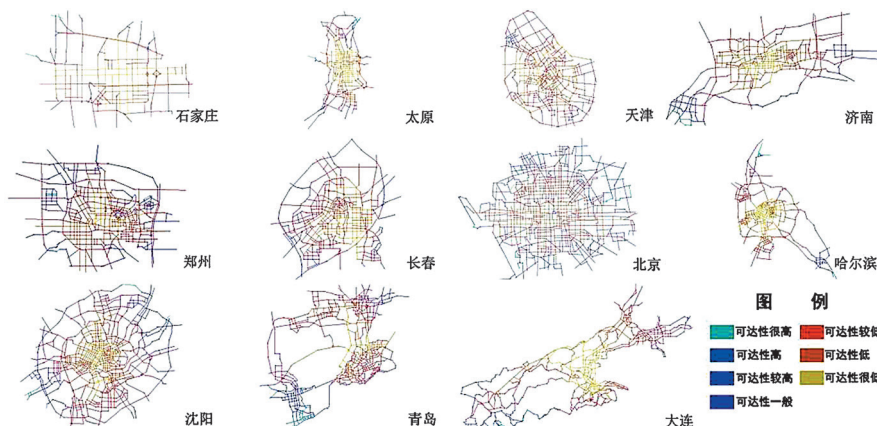 石家庄
太原
天津
济南
郑州
长春
北京
哈尔滨
沈阳
青岛
大连
图 例
可达性很高
可达性高
可达性较高
可达性一般
可达性较低
可达性低
可达性很低